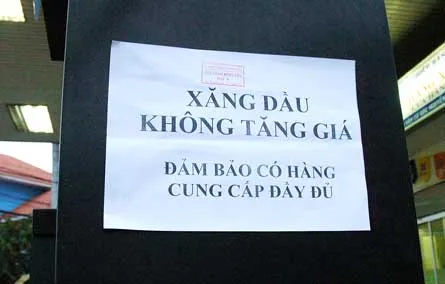 XĂNG DẦU
KHÔNG TĂNG GIÁ
ĐẢM BẢO CÓ HÀNG
CUNG CẤP ĐẦY ĐỦ